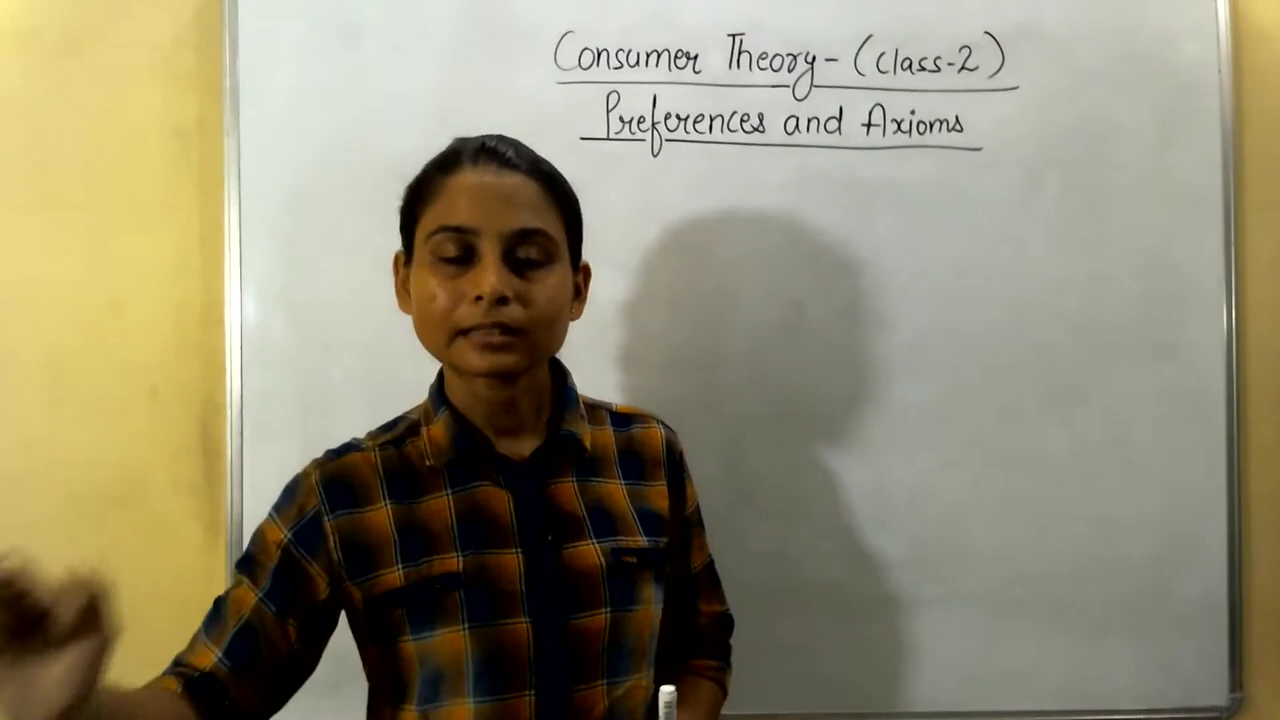 Consumer Theory - (Class-2)
Preferences and Axioms